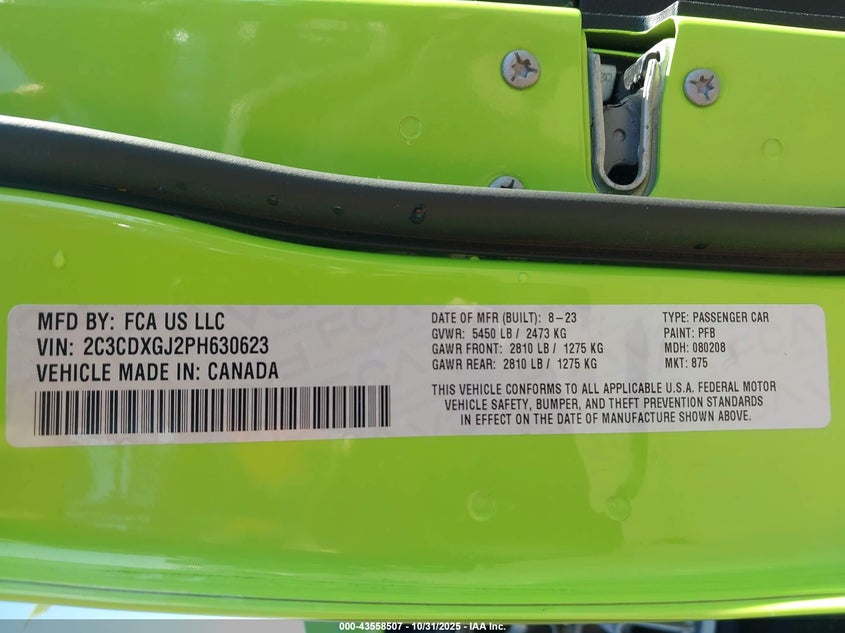 MFD BY: FCA US LLC
VIN: 2C3CDXGJ2PH630623
VEHICLE MADE IN: CANADA
DATE OF MFR (BUILT): 8-23
GVWR: 5450 LB / 2473 KG
GAWR FRONT: 2810 LB / 1275 KG
GAWR REAR: 2810 LB / 1275 KG
TYPE: PASSENGER CAR
PAINT: PFB
MDH: 080208
MKT: 875
THIS VEHICLE CONFORMS TO ALL APPLICABLE U.S.A. FEDERAL MOTOR
VEHICLE SAFETY, BUMPER, AND THEFT PREVENTION STANDARDS
IN EFFECT ON THE DATE OF MANUFACTURE SHOWN ABOVE.
000-43558507 - 10/31/2025 - IAA Inc.